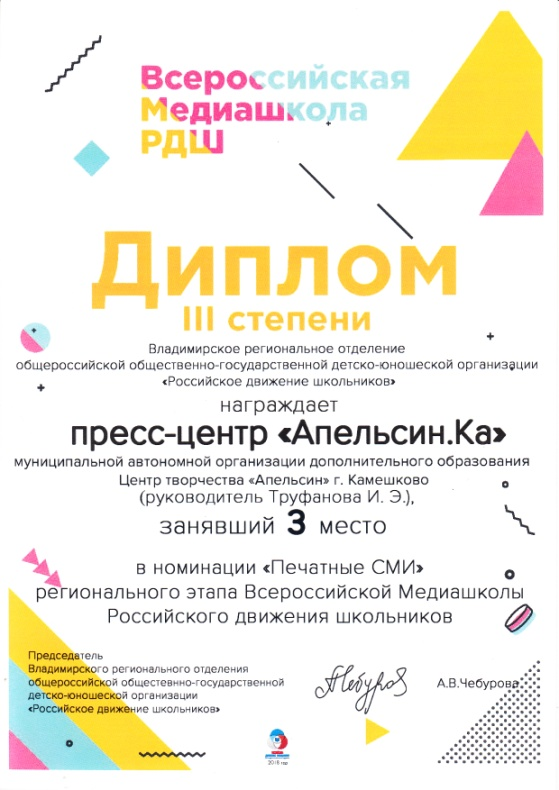 Всероссийская
Медиашкола
РДШ
Диплом
III степени
Владимирское региональное отделение
общероссийской общественно-государственной детско-юношеской организации
«Российское движение школьников»
награждает
пресс-центр «Апельсин.Ка»
муниципальной автономной организации дополнительного образования
Центр творчества «Апельсин» г. Камешково
(руководитель Труфанова И. Э.),
занявший 3 место
в номинации «Печатные СМИ»
регионального этапа Всероссийской Медиашколы
Российского движения школьников
Председатель
Владимирского регионального отделения
общероссийской общественно-государственной
детско-юношеской организации
«Российское движение школьников»
А.В.Чебурова
2018 год